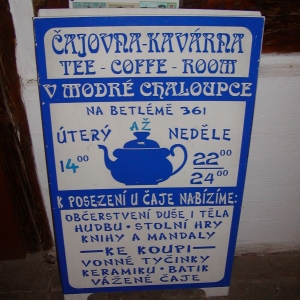 ČAJOVNA-KAVÁRNA
TEE - COFFE - ROOM
V MODRÉ CHALOUPCE
NA BETLÉMĚ 361
ÚTERÝ AŽ NEDĚLE
14⁰⁰ 22⁰⁰
24⁰⁰
K POSEZENÍ U ČAJE NABÍZÍME:
OBČERSTVENÍ DUŠE I TĚLA
HUDBU • STOLNÍ HRY
KNIHY A MANDALY
— KE KOUPI —
VONNÉ TYČINKY
KERAMIKU • BATIK
VÁŽENÉ ČAJE